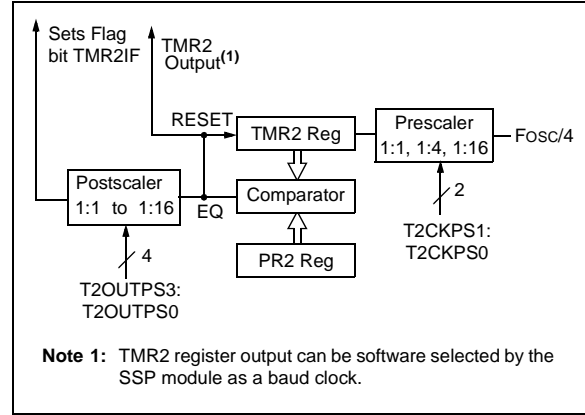 Sets Flag
bit TMR2IF
TMR2
Output(1)
RESET
TMR2 Reg
Prescaler
1:1, 1:4, 1:16
FOSC/4
2
T2CKPS1:
T2CKPS0
Postscaler
1:1 to 1:16
EQ
Comparator
4
T2OUTPS3:
T2OUTPS0
PR2 Reg
Note 1: TMR2 register output can be software selected by the
SSP module as a baud clock.